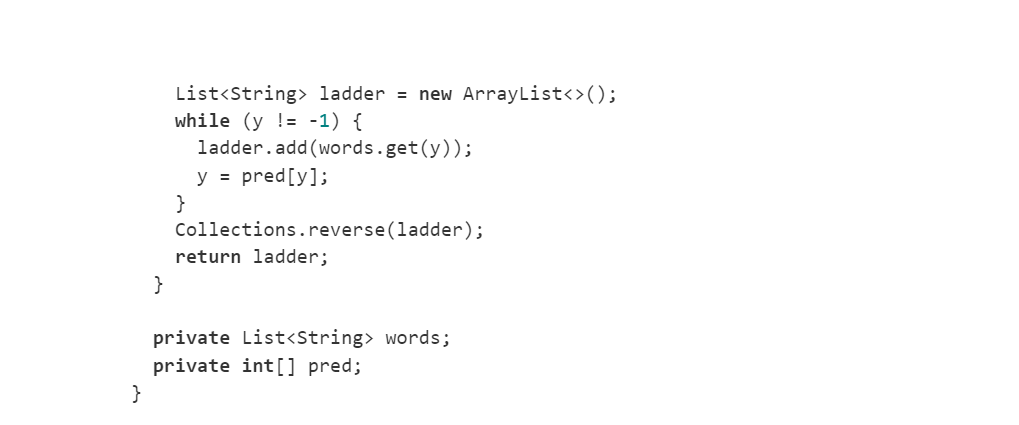 List<String> ladder = new ArrayList<>();
    while (y != -1) {
      ladder.add(words.get(y));
      y = pred[y];
    }
    Collections.reverse(ladder);
    return ladder;
  }

  private List<String> words;
  private int[] pred;
}